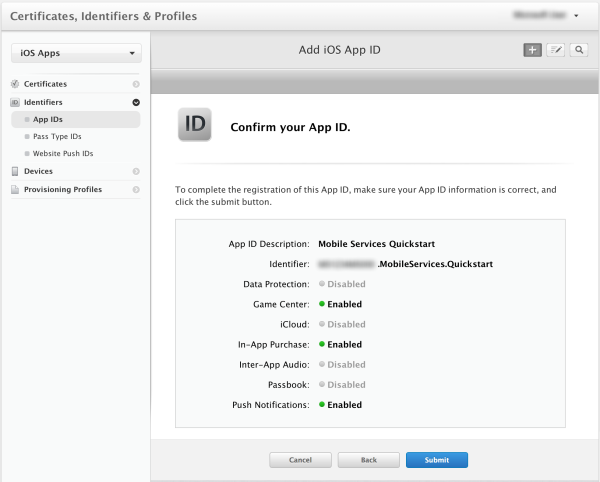 Certificates, Identifiers & Profiles
iOS Apps
Add iOS App ID
Certificates
ID Identifiers
App IDs
Pass Type IDs
Website Push IDs
Devices
Provisioning Profiles
ID
Confirm your App ID.
To complete the registration of this App ID, make sure your App ID information is correct, and
click the submit button.
App ID Description: Mobile Services Quickstart
Identifier: .MobileServices.Quickstart
Data Protection: Disabled
Game Center: Enabled
iCloud: Disabled
In-App Purchase: Enabled
Inter-App Audio: Disabled
Passbook: Disabled
Push Notifications: Enabled
Cancel
Back
Submit